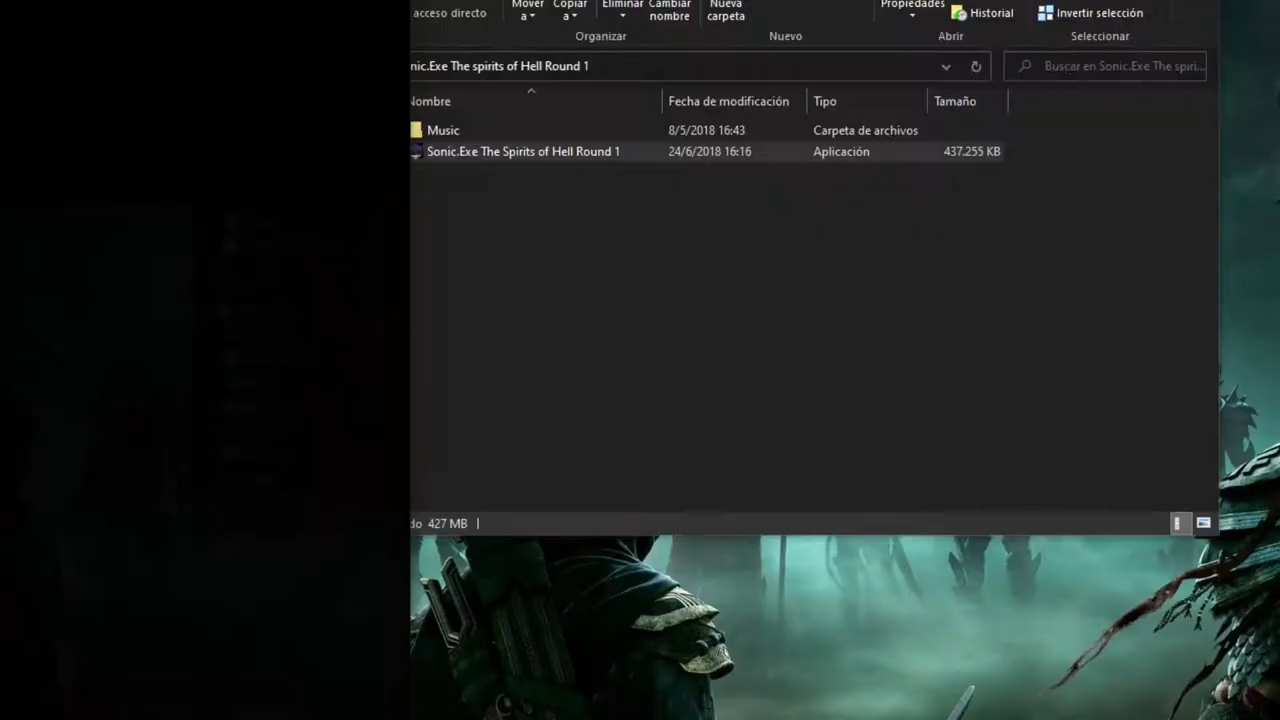 acceso directo
Mover
a
Copiar
a
Eliminar
Cambiar
nombre
Nueva
carpeta
Propiedades
Historial
Invertir selección
Organizar
Nuevo
Abrir
Seleccionar
nic.Exe The spirits of Hell Round 1
Buscar en Sonic.Exe The spiri...
Nombre
Fecha de modificación
Tipo
Tamaño
Music
8/5/2018 16:43
Carpeta de archivos
Sonic.Exe The Spirits of Hell Round 1
24/6/2018 16:16
Aplicación
437.255 KB
do 427 MB